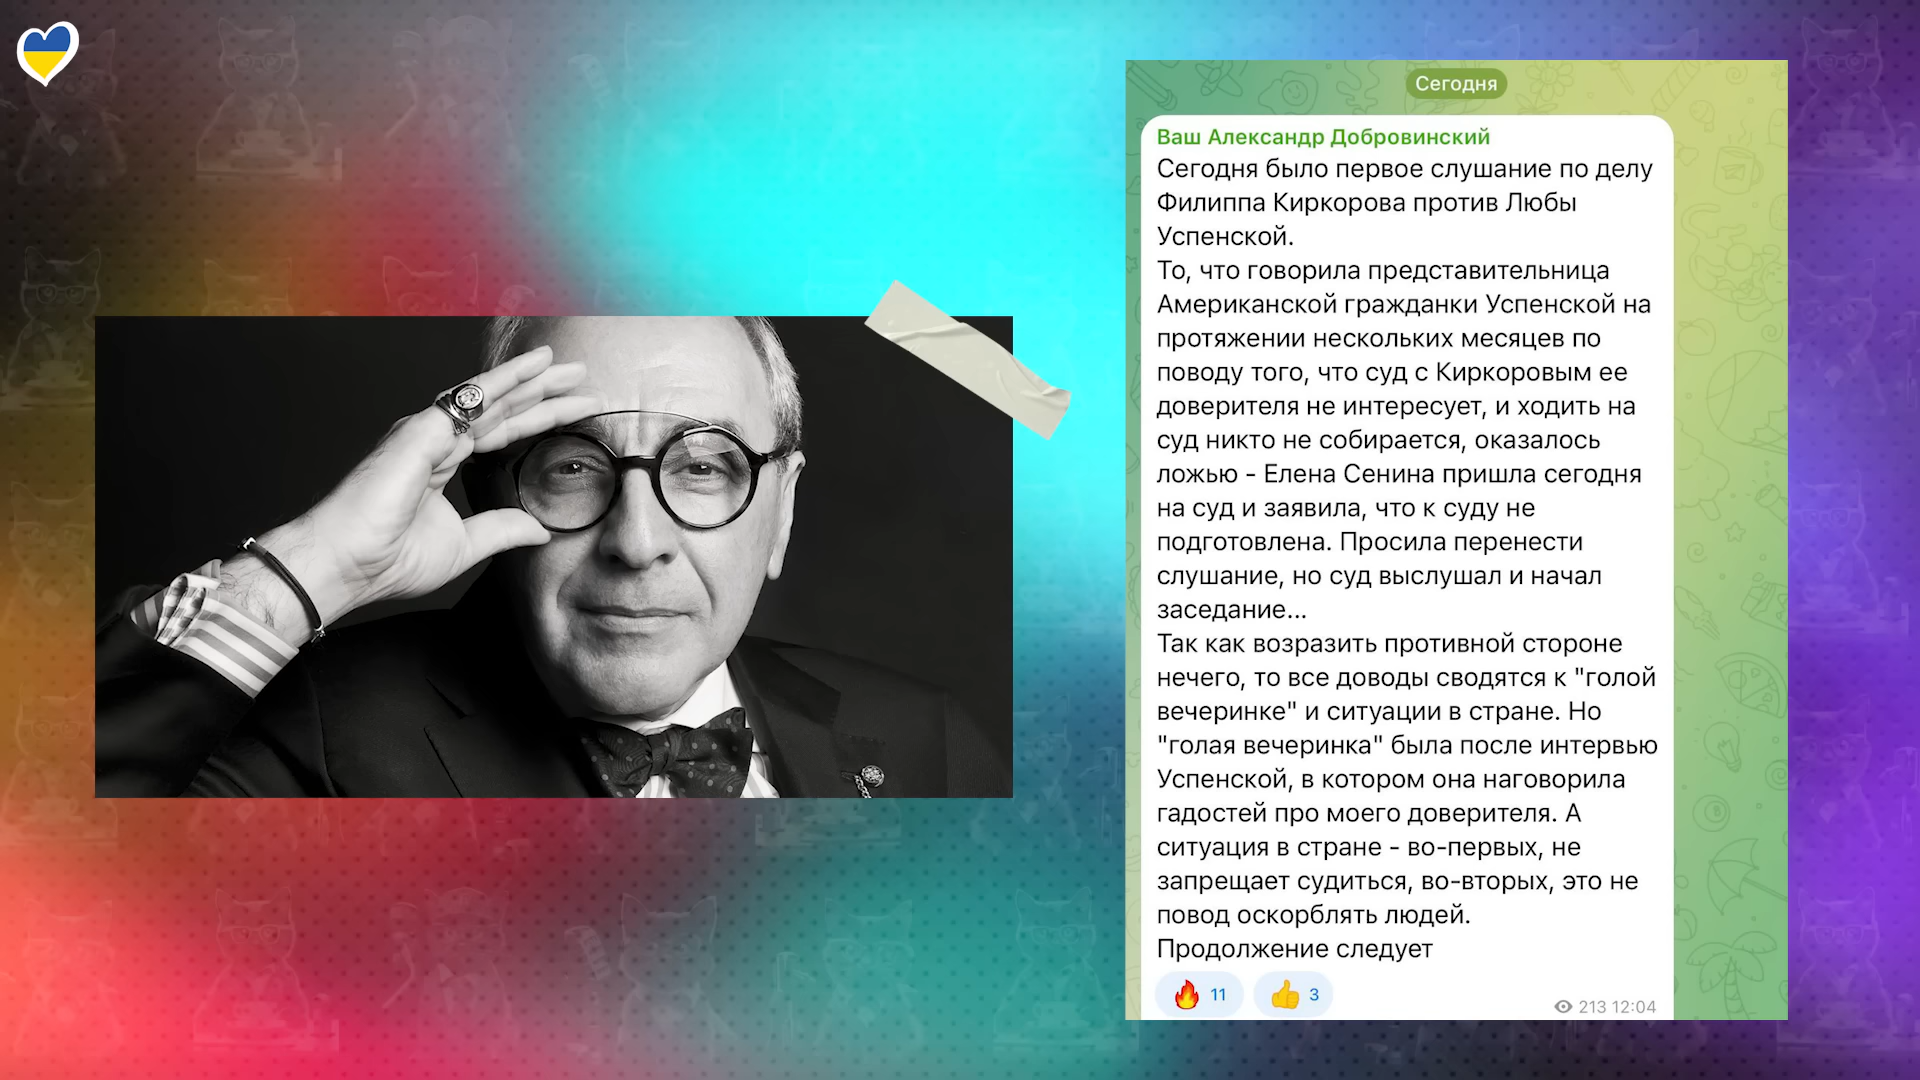 Сегодня
Ваш Александр Добровинский
Сегодня было первое слушание по делу
Филиппа Киркорова против Любы
Успенской.
То, что говорила представительница
Американской гражданки Успенской на
протяжении нескольких месяцев по
поводу того, что суд с Киркоровым ее
доверителя не интересует, и ходить на
суд никто не собирается, оказалось
ложью - Елена Сенина пришла сегодня
на суд и заявила, что к суду не
подготовлена. Просила перенести
слушание, но суд выслушал и начал
заседание...
Так как возразить противной стороне
нечего, то все доводы сводятся к "голой
вечеринке" и ситуации в стране. Но
"голая вечеринка" была после интервью
Успенской, в котором она наговорила
гадостей про моего доверителя. А
ситуация в стране - во-первых, не
запрещает судиться, во-вторых, это не
повод оскорблять людей.
Продолжение следует
11 3
213 12:04